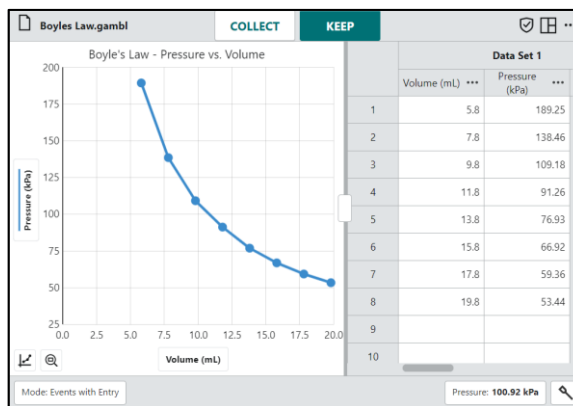 Boyles Law.gambl
COLLECT
KEEP
Boyle's Law - Pressure vs. Volume
200
175
150
125
100
75
50
25
0.0 2.5 5.0 7.5 10.0 12.5 15.0 17.5 20.0
Pressure (kPa)
Volume (mL)
Data Set 1
Volume (mL) Pressure (kPa)
1 5.8 189.25
2 7.8 138.46
3 9.8 109.18
4 11.8 91.26
5 13.8 76.93
6 15.8 66.92
7 17.8 59.36
8 19.8 53.44
9
10
Mode: Events with Entry
Pressure: 100.92 kPa